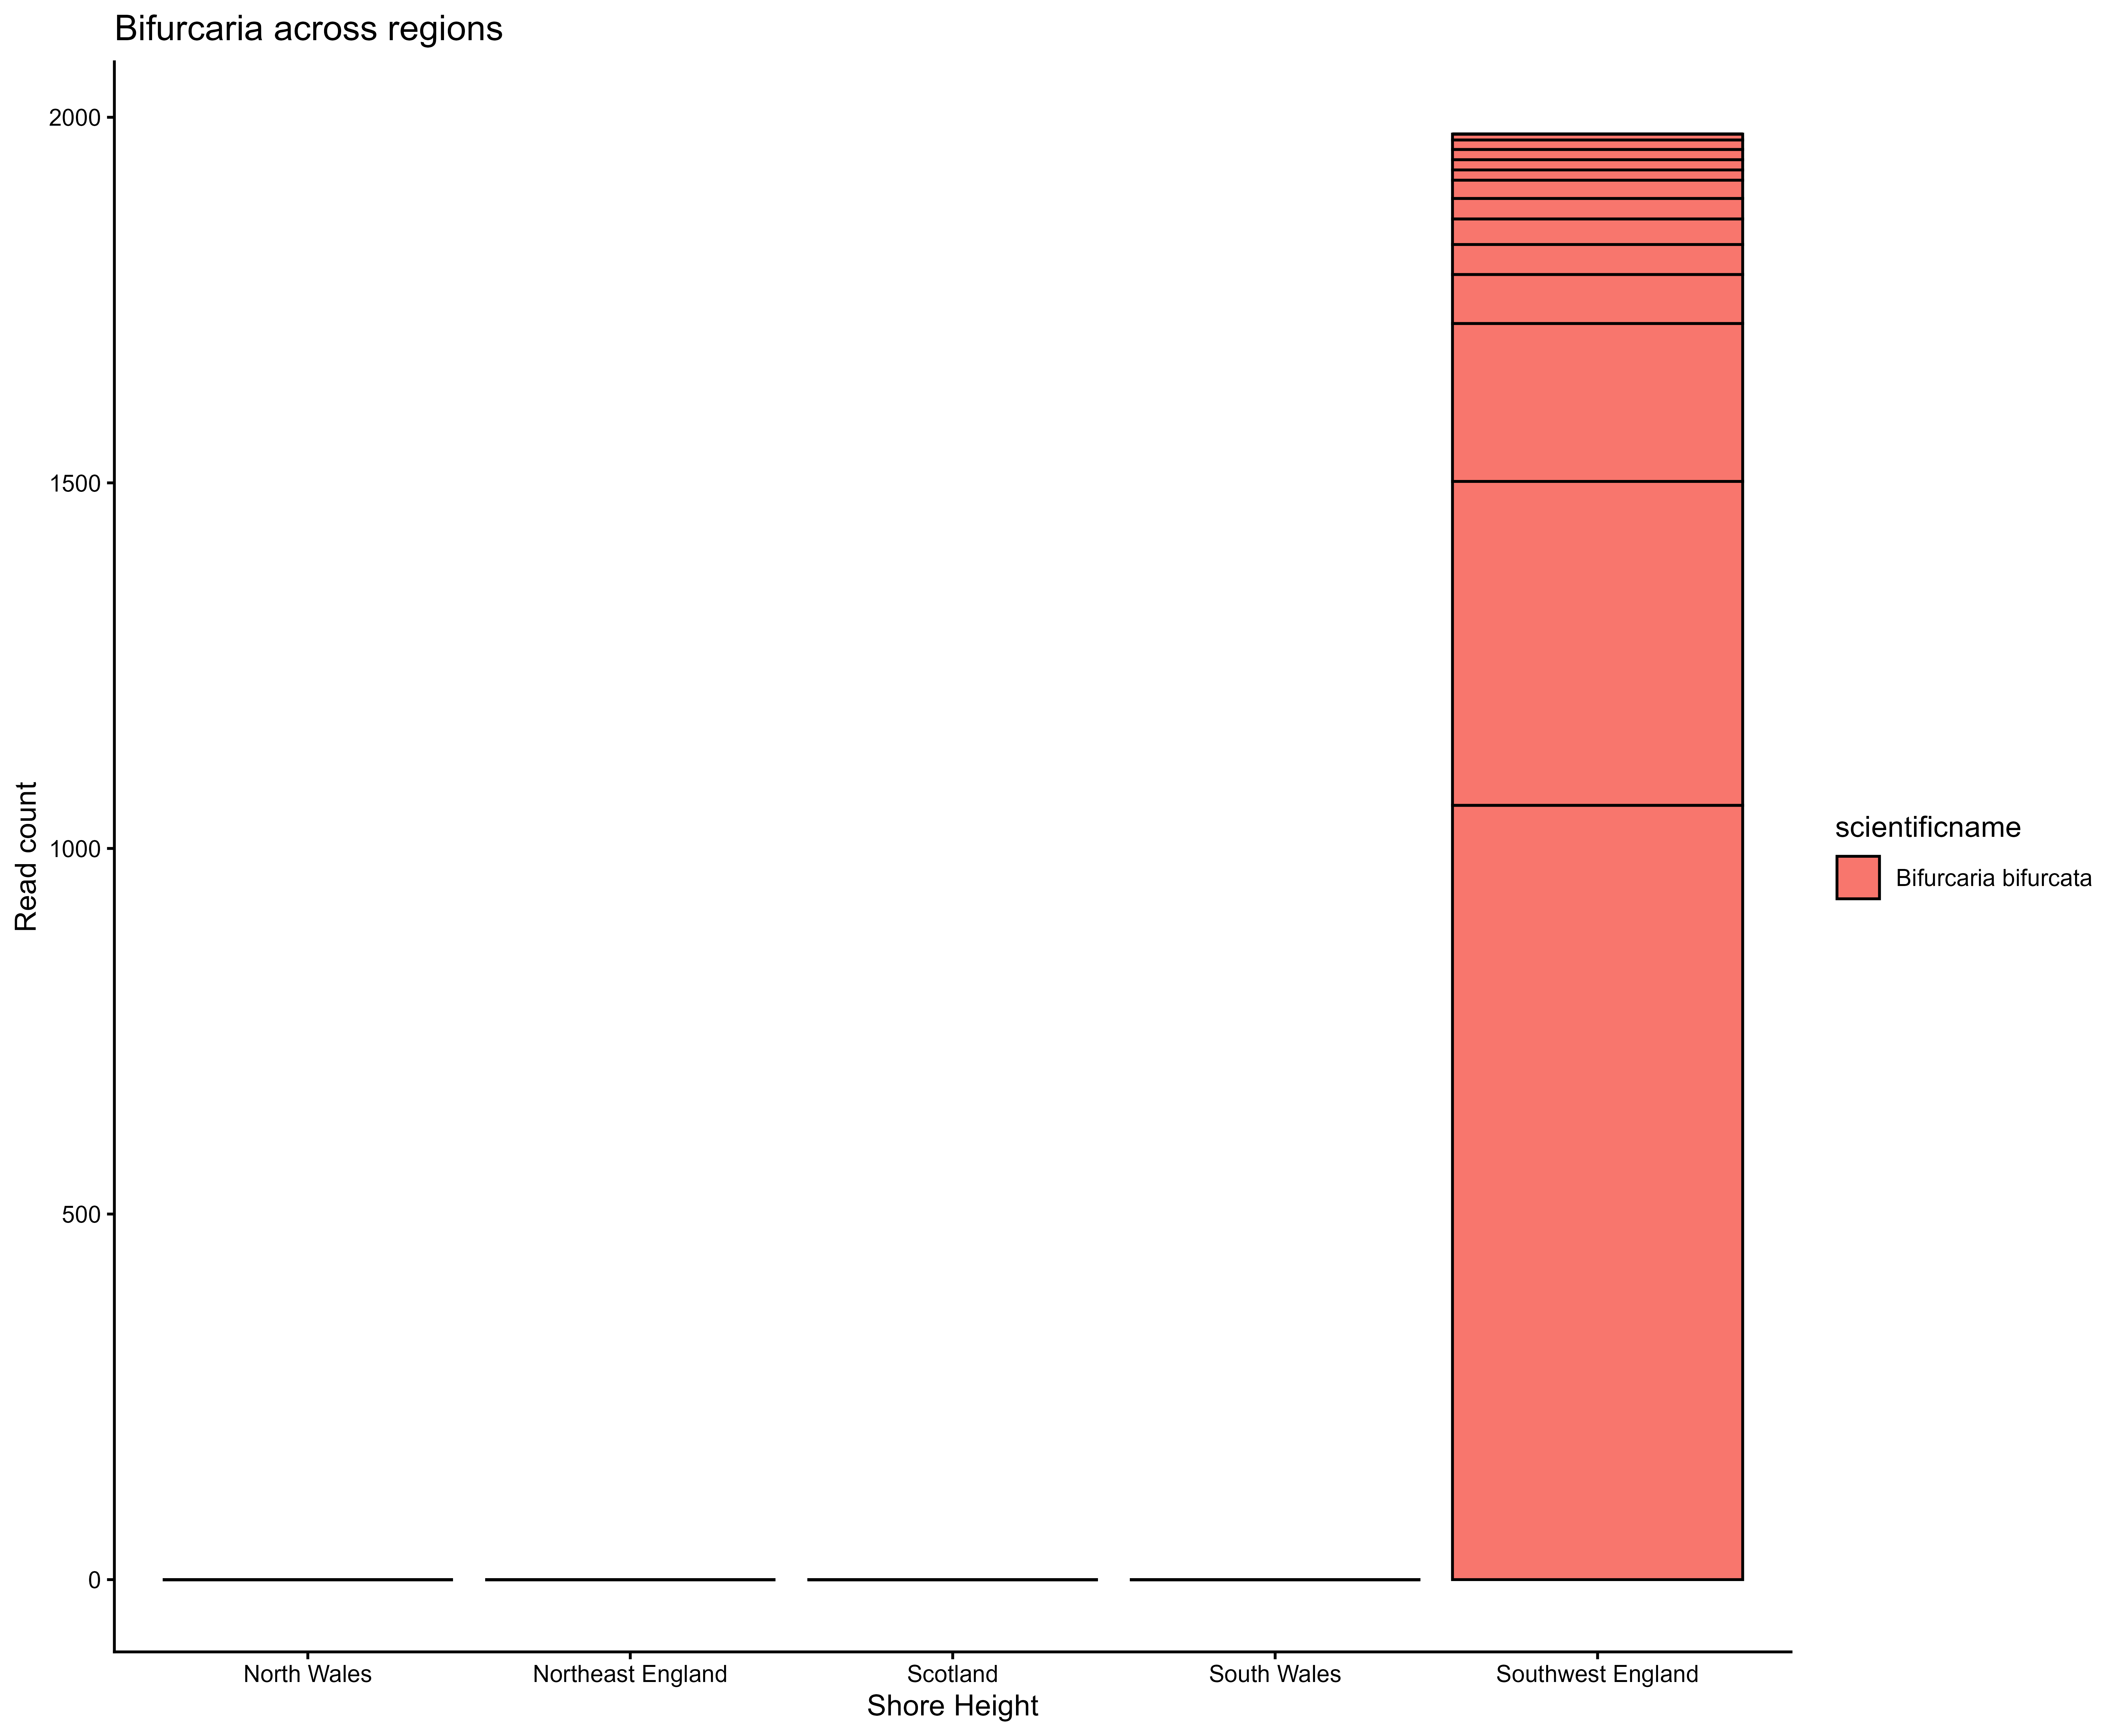 Bifurcaria across regions
2000
1500
1000
500
0
Read count
North Wales
Northeast England
Scotland
South Wales
Southwest England
Shore Height
scientificname
Bifurcaria bifurcata